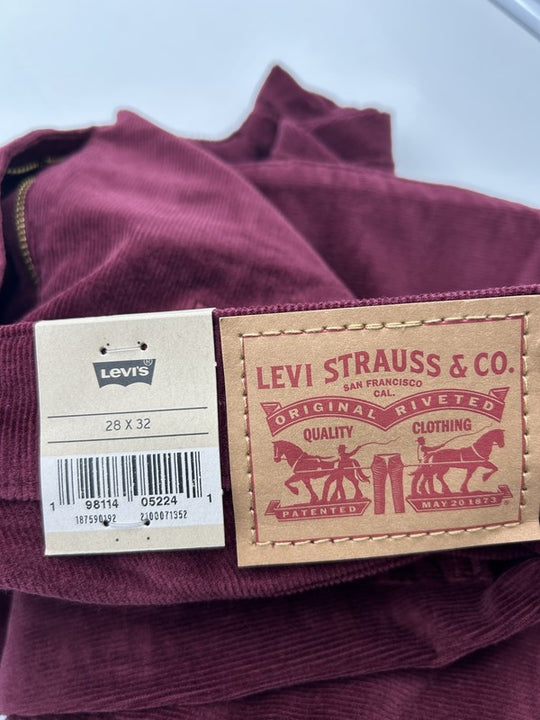 Levi's ®
28 X 32
1 98114 05224 1
187590192 2100071352
LEVI STRAUSS & CO.
SAN FRANCISCO
CAL.
ORIGINAL RIVETED
QUALITY CLOTHING
PATENTED MAY 20 1873